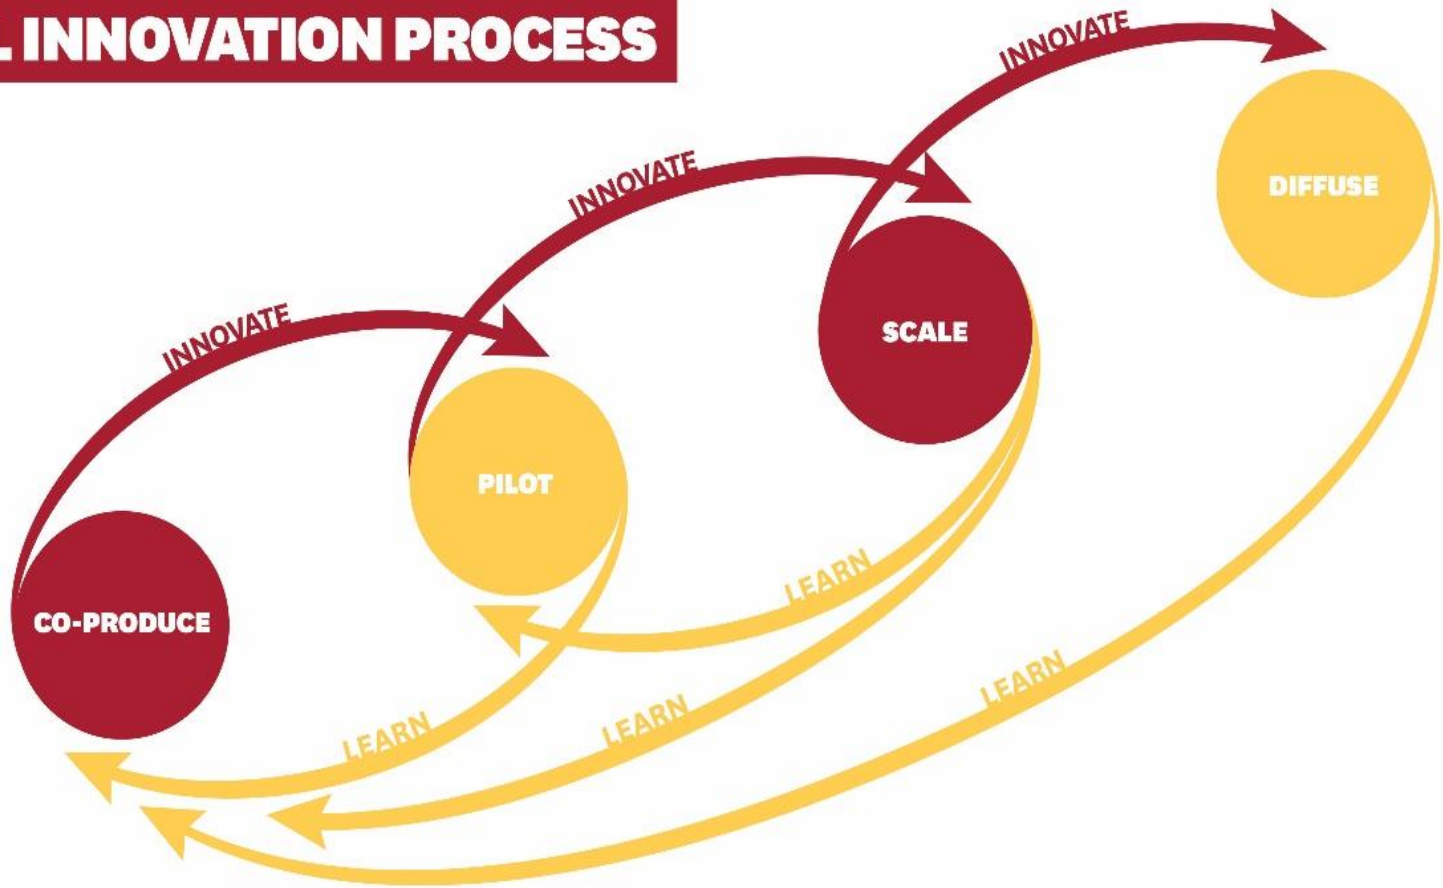 L INNOVATION PROCESS
INNOVATE
INNOVATE
INNOVATE
DIFFUSE
SCALE
PILOT
CO-PRODUCE
LEARN
LEARN
LEARN
LEARN